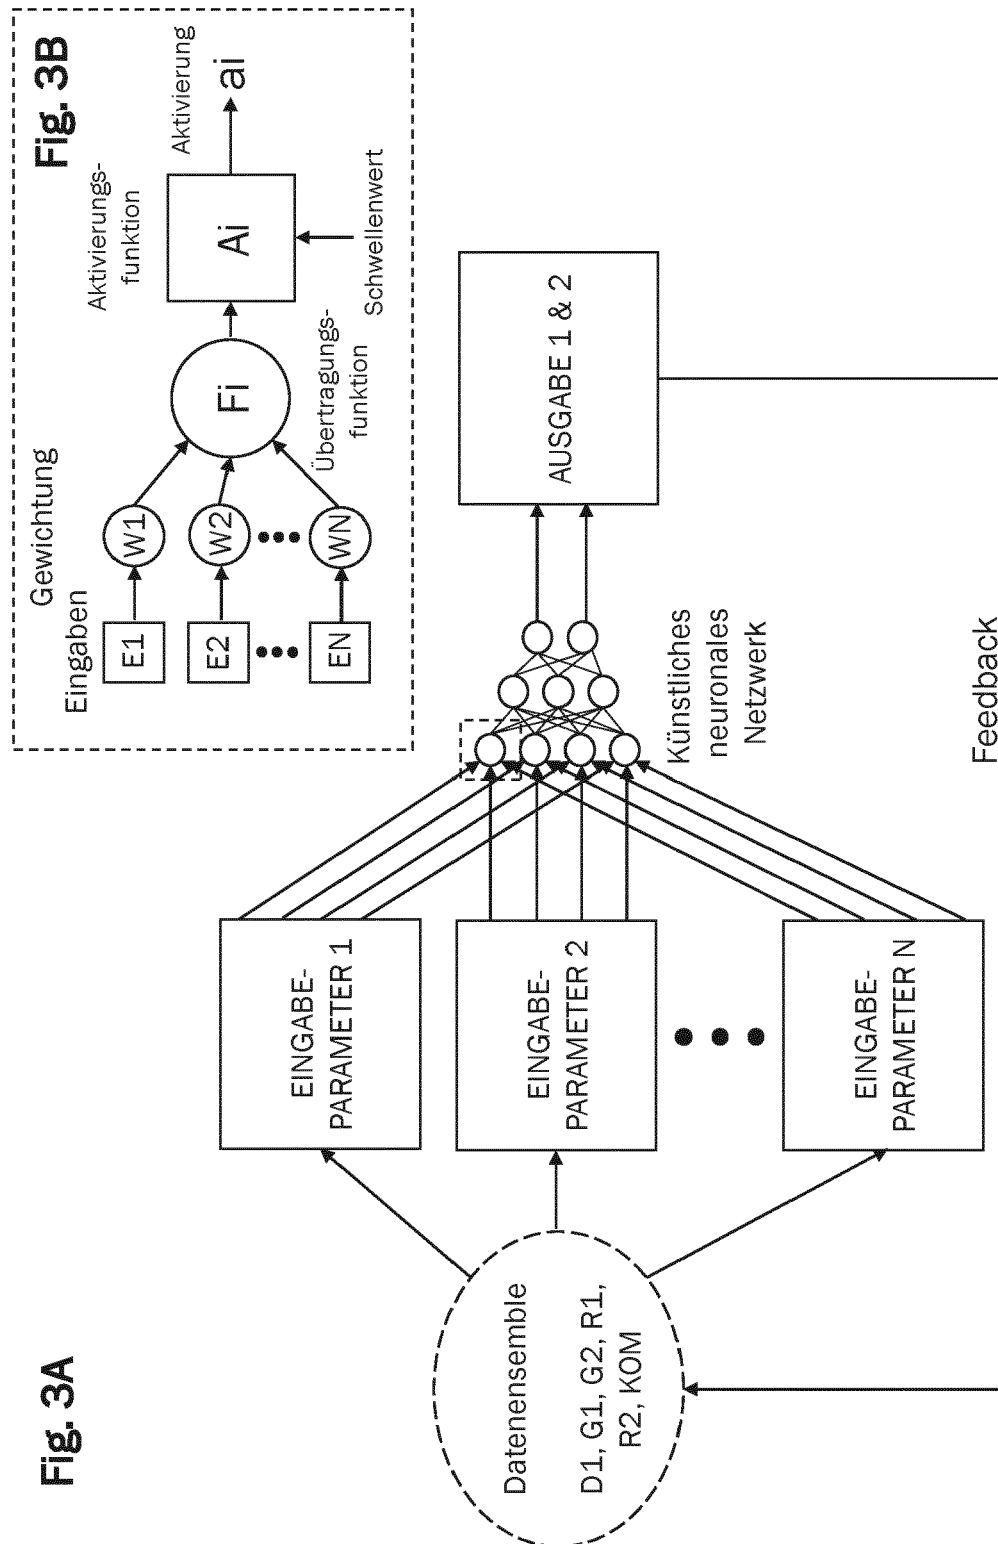 Fig. 3A
Datenensemble
D1, G1, G2, R1,
R2, KOM
EINGABE-
PARAMETER 1
EINGABE-
PARAMETER 2
EINGABE-
PARAMETER N
Künstliches
neuronales
Netzwerk
AUSGABE 1 & 2
Feedback
Fig. 3B
Gewichtung
Eingaben
E1
W1
E2
W2
EN
WN
Fi
Übertragungs-
funktion
Aktivierungs-
funktion
Ai
Schwellenwert
Aktivierung
ai